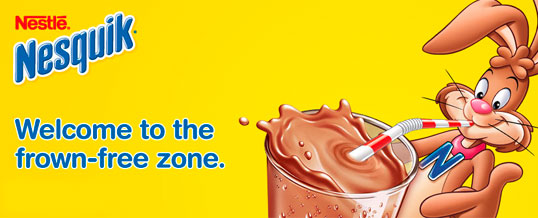 Nestlé.
Nesquik®
Welcome to the
frown-free zone.
N